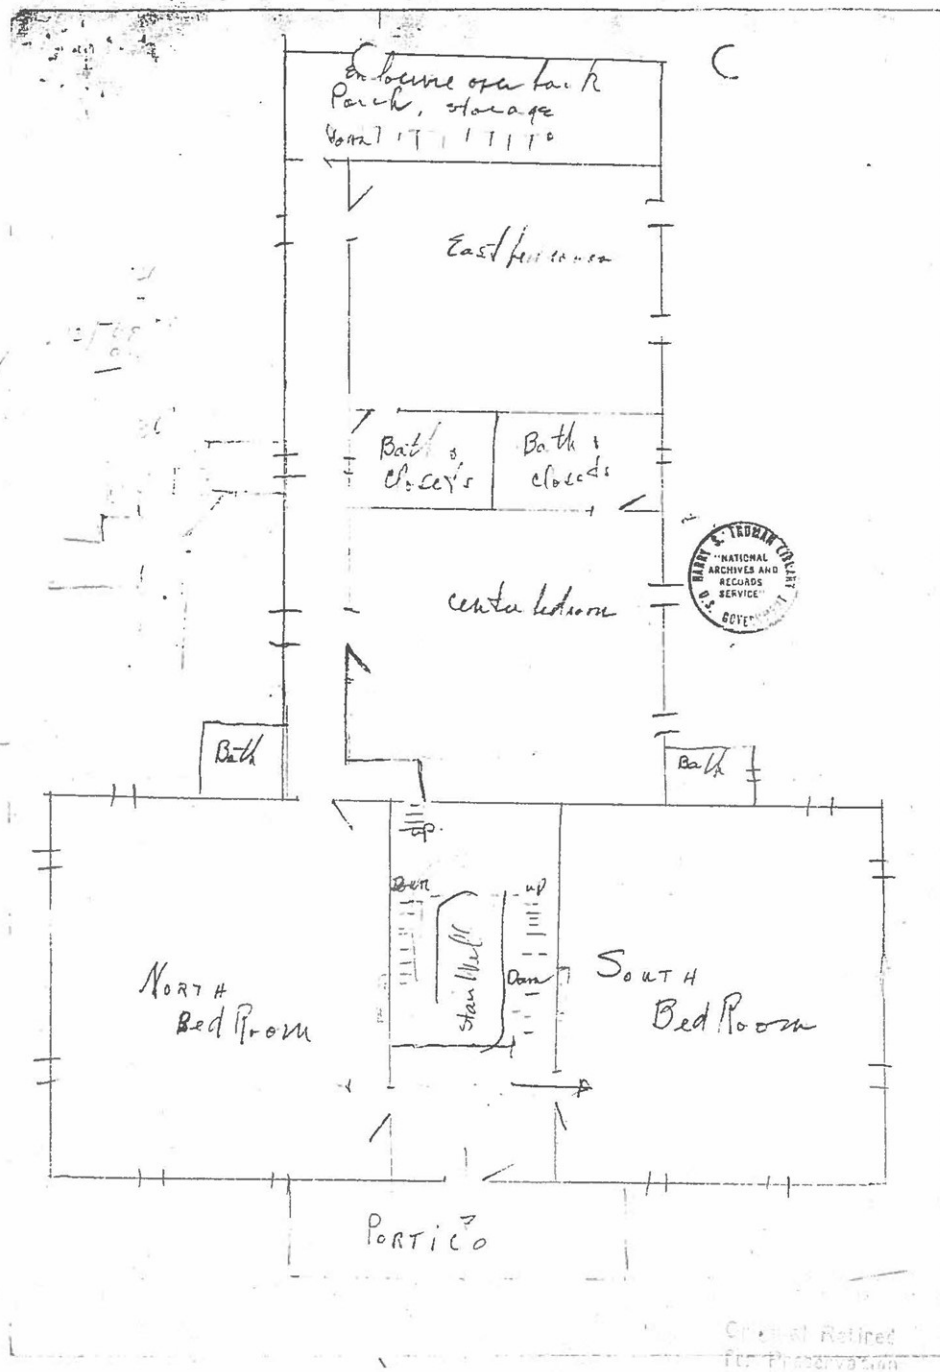 C
Enclosure over back
Porch, storage
East bedroom
Bath &
closets
Bath &
closets
HARRY S. TRUMAN LIBRARY
"NATIONAL
ARCHIVES AND
RECORDS
SERVICE"
U.S. GOVERNMENT
center bedroom
Bath
Bath
up
Down
up
Stair Well
Down
NORTH
Bed Room
SOUTH
Bed Room
PORTICO
Original Retired
For Preservation